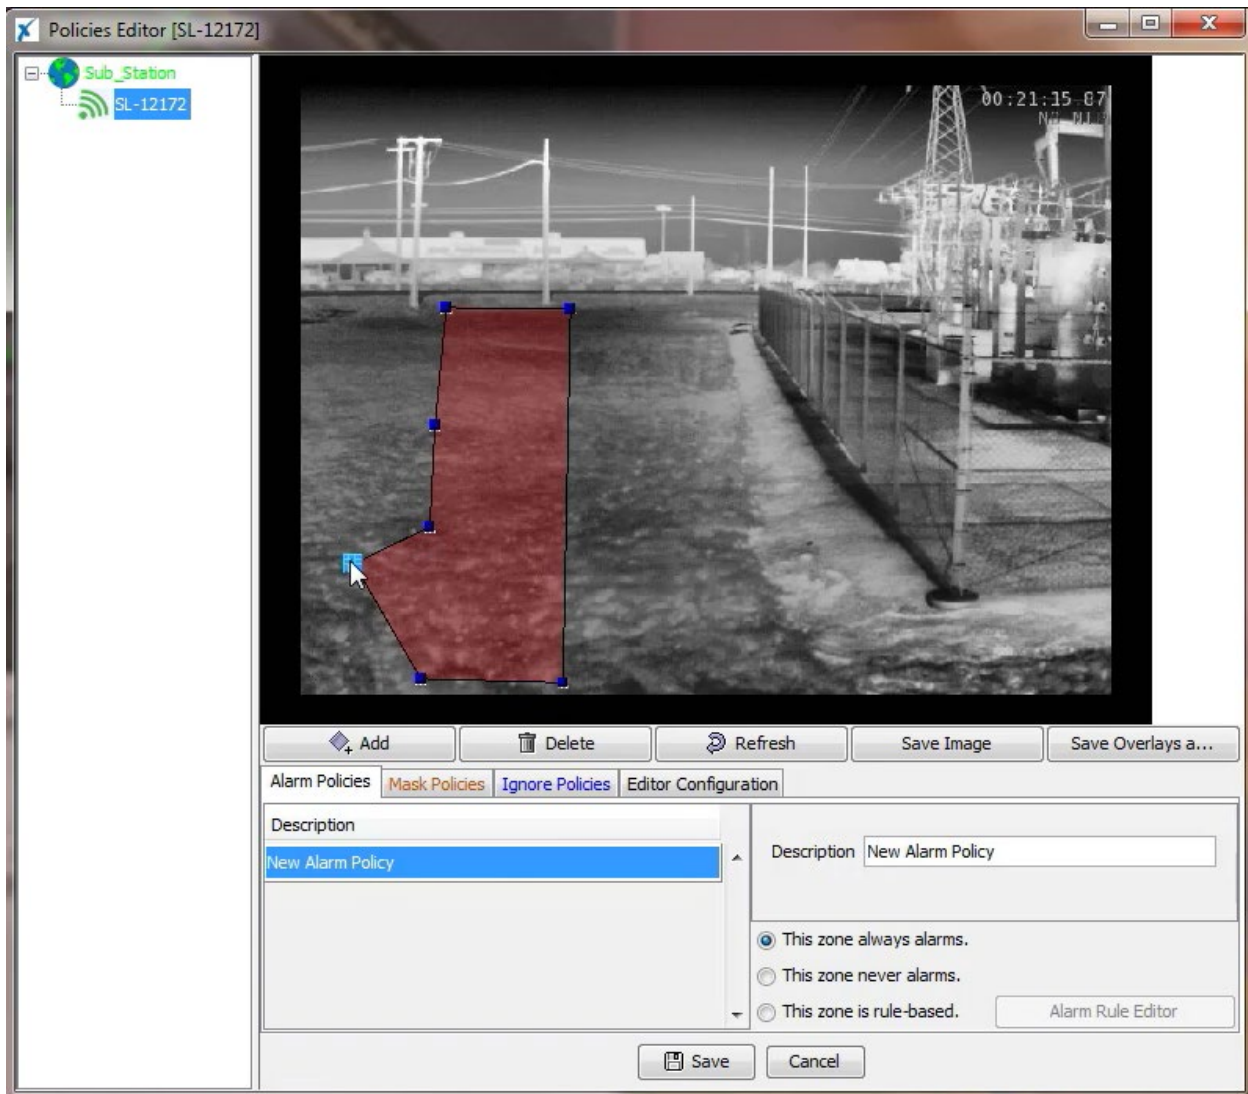 Policies Editor [SL-12172]
Sub_Station
SL-12172
00:21:15 87
Add
Delete
Refresh
Save Image
Save Overlays a...
Alarm Policies
Mask Policies
Ignore Policies
Editor Configuration
Description
New Alarm Policy
Description New Alarm Policy
This zone always alarms.
This zone never alarms.
This zone is rule-based.
Alarm Rule Editor
Save
Cancel